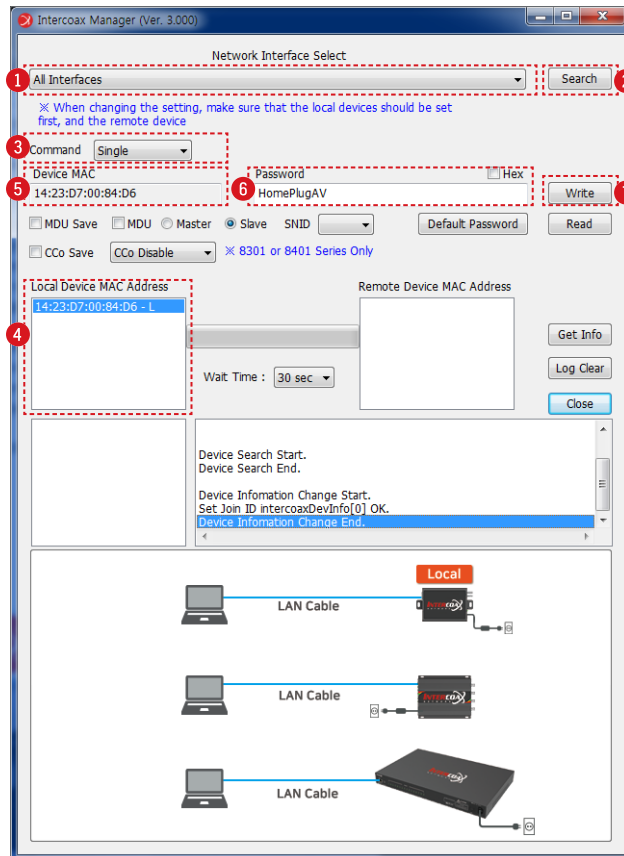 Intercoax Manager (Ver. 3.000)
Network Interface Select
1 All Interfaces Search
※ When changing the setting, make sure that the local devices should be set
first, and the remote device
3 Command Single
5 Device MAC 6 Password Hex
14:23:D7:00:84:D6 HomePlugAV Write
MDU Save MDU Master Slave SNID Default Password Read
CCo Save CCo Disable ※ 8301 or 8401 Series Only
Local Device MAC Address Remote Device MAC Address
4 14:23:D7:00:84:D6 - L
Get Info
Wait Time : 30 sec Log Clear
Close
Device Search Start.
Device Search End.
Device Infomation Change Start.
Set Join ID intercoaxDevInfo[0] OK.
Device Infomation Change End.
Local
LAN Cable
INTERCOAX
LAN Cable
INTERCOAX
LAN Cable